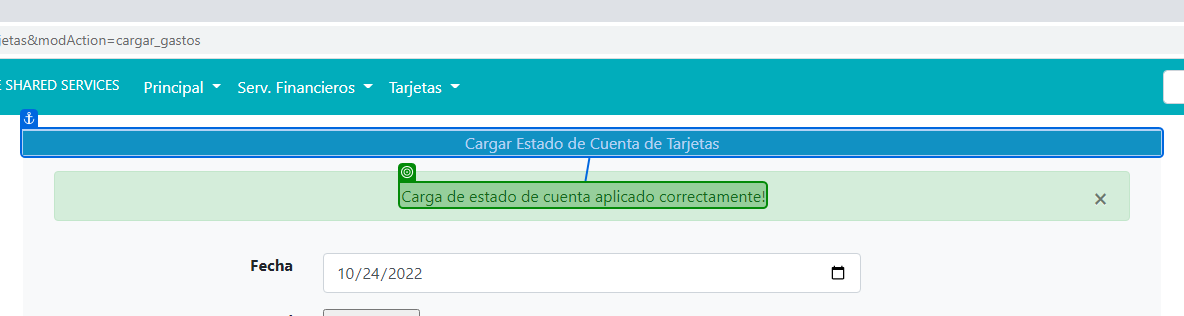 jetas&modAction=cargar_gastos
SHARED SERVICES Principal Serv. Financieros Tarjetas
Cargar Estado de Cuenta de Tarjetas
Carga de estado de cuenta aplicado correctamente! ×
Fecha 10/24/2022